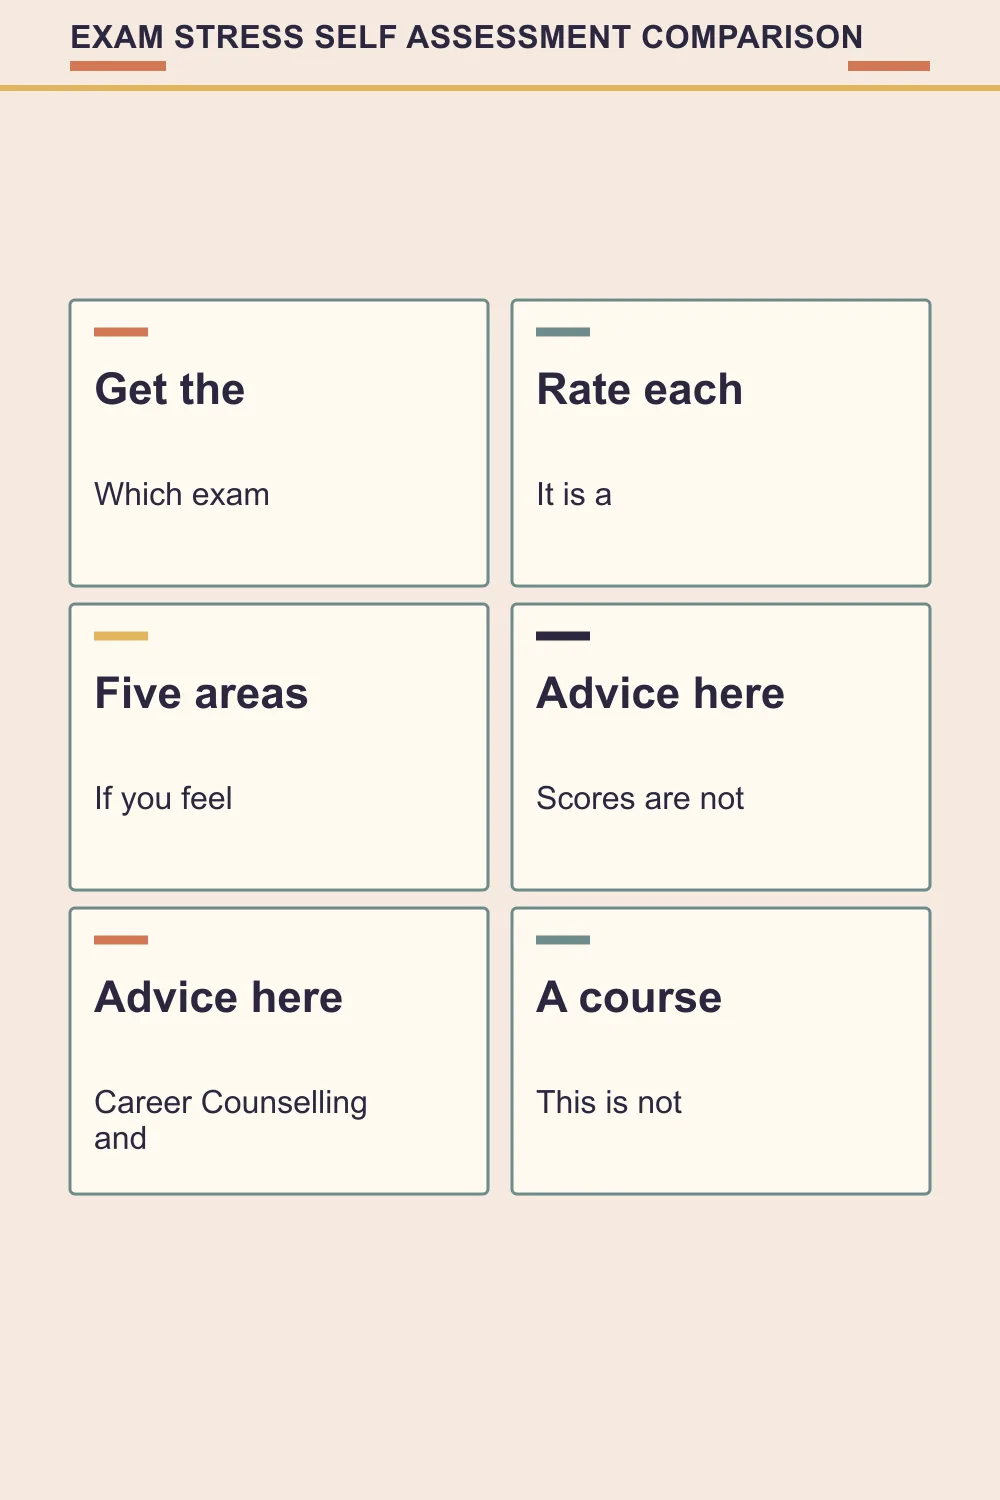 EXAM STRESS SELF ASSESSMENT COMPARISON
Get the
Which exam
Rate each
It is a
Five areas
If you feel
Advice here
Scores are not
Advice here
Career Counselling
and
A course
This is not